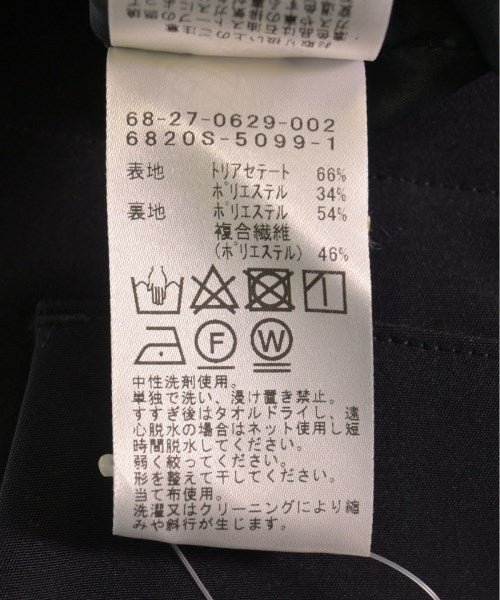 68-27-0629-002
6820S-5099-1
表地 トリアセテート 66%
ポリエステル 34%
裏地 ポリエステル 54%
複合繊維
(ポリエステル) 46%
F
W
中性洗剤使用。
単独で洗い、浸け置き禁止。
すすぎ後はタオルドライし、遠
心脱水の場合はネット使用し短
時間脱水してください。
弱く絞ってください。
形を整えて干してください。
当て布使用。
洗濯又はクリーニングにより縮
みや斜行が生じます。